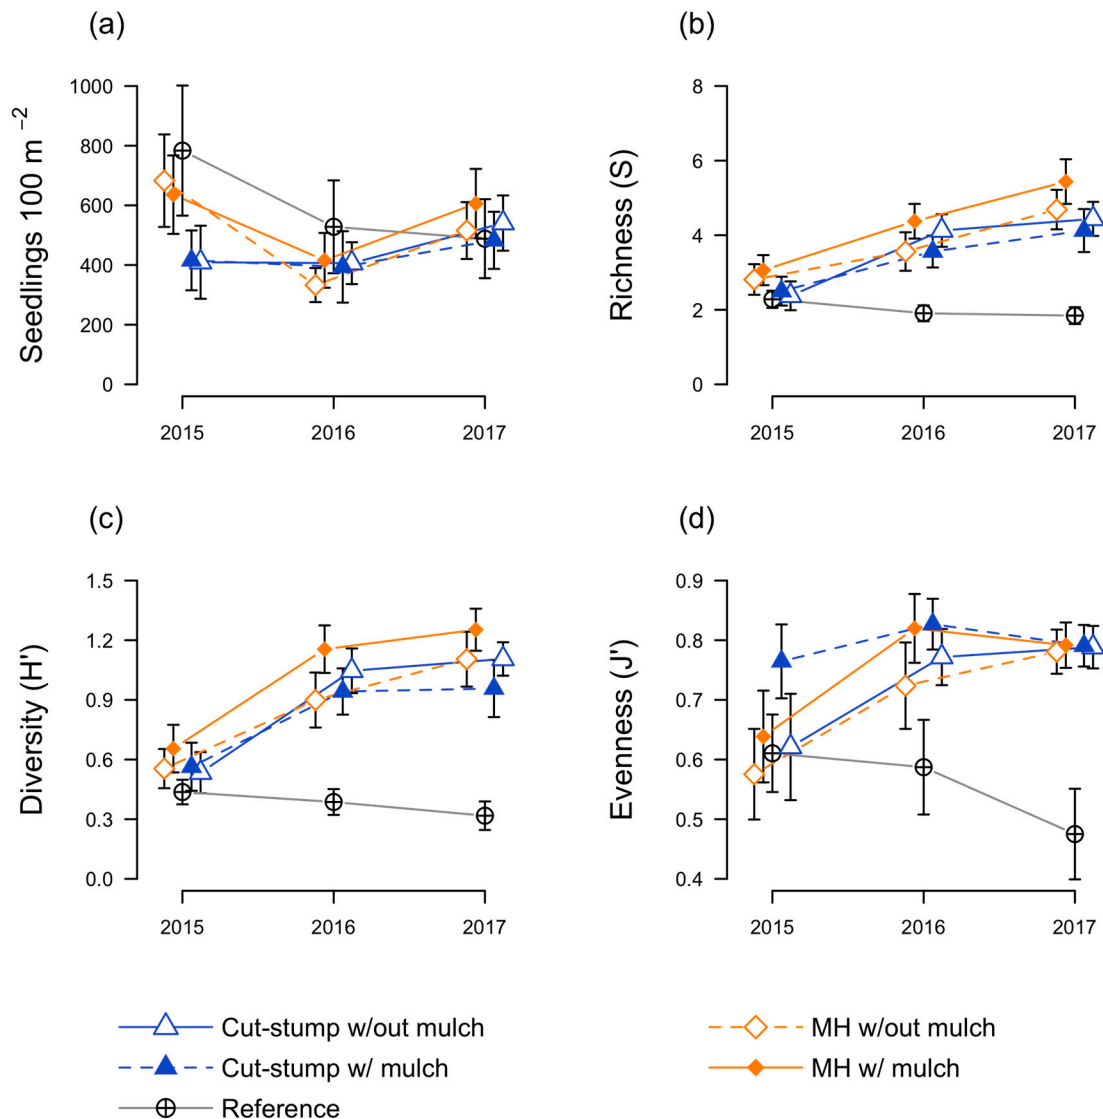 (a)
Seedlings 100 m −2
1000
800
600
400
200
0
2015 2016 2017
(b)
Richness (S)
8
6
4
2
0
2015 2016 2017
(c)
Diversity (H')
1.5
1.2
0.9
0.6
0.3
0.0
2015 2016 2017
(d)
Evenness (J')
0.9
0.8
0.7
0.6
0.5
0.4
2015 2016 2017
Cut-stump w/out mulch
Cut-stump w/ mulch
Reference
MH w/out mulch
MH w/ mulch